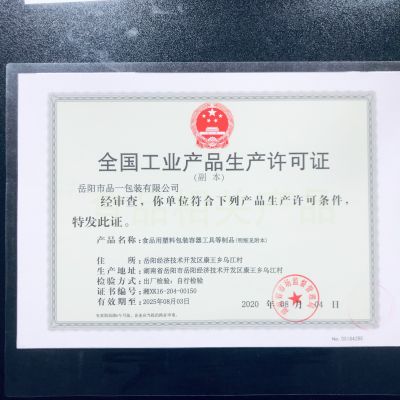 全国工业产品生产许可证
(副本)
岳阳市品一包装有限公司
经审查，你单位符合下列产品生产许可条件，
特发此证。
产品名称：食品用塑料包装容器工具等制品(明细见附本)
住 所：岳阳经济技术开发区康王乡乌江村
生产地址：湖南省岳阳市岳阳经济技术开发区康王乡乌江村
检验方式：出厂检验：自行检验
证书编号：湘XK16-204-00150
有效期至：2025年08月03日
2020 年 08 月 04 日